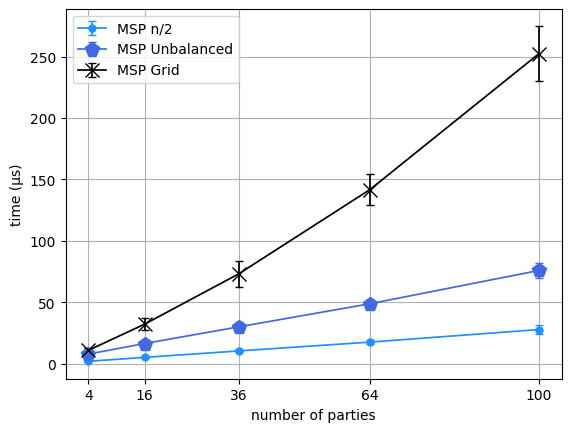 MSP n/2
MSP Unbalanced
MSP Grid
250
200
150
100
50
0
time (µs)
4 16 36 64 100
number of parties